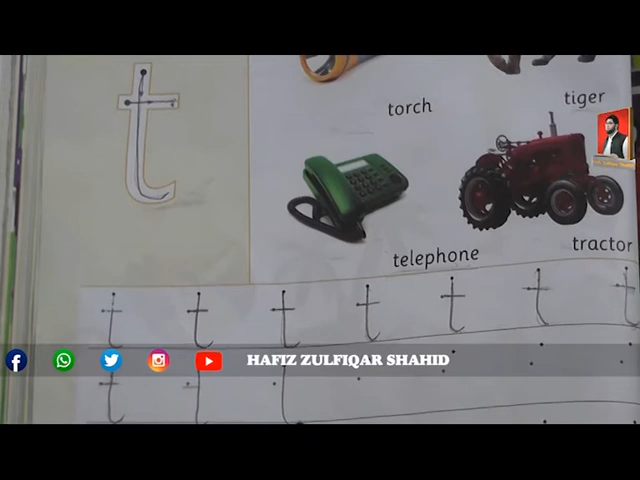 t
torch
tiger
telephone
tractor
t t t t t t t
HAFIZ ZULFIQAR SHAHID
t t t